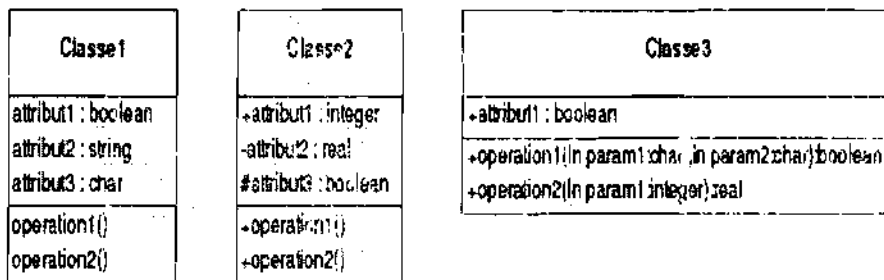 Classe1
attribut1 : boolean
attribut2 : string
attribut3 : char
operation1()
operation2()
Classe2
+attribut1 : integer
-attribut2 : real
#attribut3 : boolean
+operation1()
+operation2()
Classe3
+attribut1 : boolean
+operation1(In param1:char ,in param2:char):boolean
+operation2(In param1:integer):real